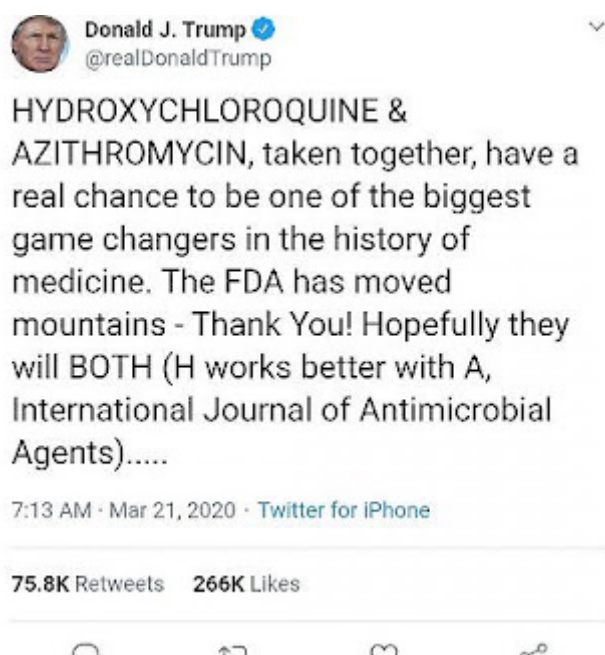 Donald J. Trump
@realDonaldTrump
HYDROXYCHLOROQUINE &
AZITHROMYCIN, taken together, have a
real chance to be one of the biggest
game changers in the history of
medicine. The FDA has moved
mountains - Thank You! Hopefully they
will BOTH (H works better with A,
International Journal of Antimicrobial
Agents).....
7:13 AM · Mar 21, 2020 · Twitter for iPhone
75.8K Retweets 266K Likes